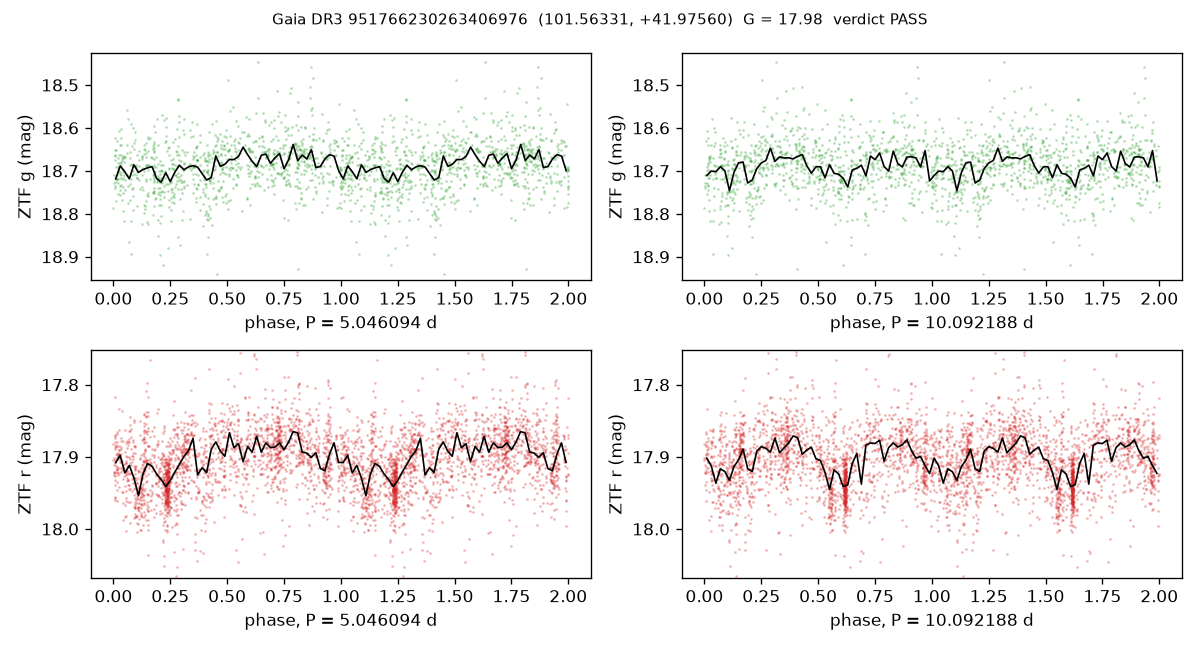 Gaia DR3 951766230263406976  (101.56331, +41.97560)  G = 17.98  verdict PASS
ZTF g (mag)
18.5
18.6
18.7
18.8
18.9
0.00 0.25 0.50 0.75 1.00 1.25 1.50 1.75 2.00
phase, P = 5.046094 d
ZTF g (mag)
18.5
18.6
18.7
18.8
18.9
0.00 0.25 0.50 0.75 1.00 1.25 1.50 1.75 2.00
phase, P = 10.092188 d
ZTF r (mag)
17.8
17.9
18.0
0.00 0.25 0.50 0.75 1.00 1.25 1.50 1.75 2.00
phase, P = 5.046094 d
ZTF r (mag)
17.8
17.9
18.0
0.00 0.25 0.50 0.75 1.00 1.25 1.50 1.75 2.00
phase, P = 10.092188 d